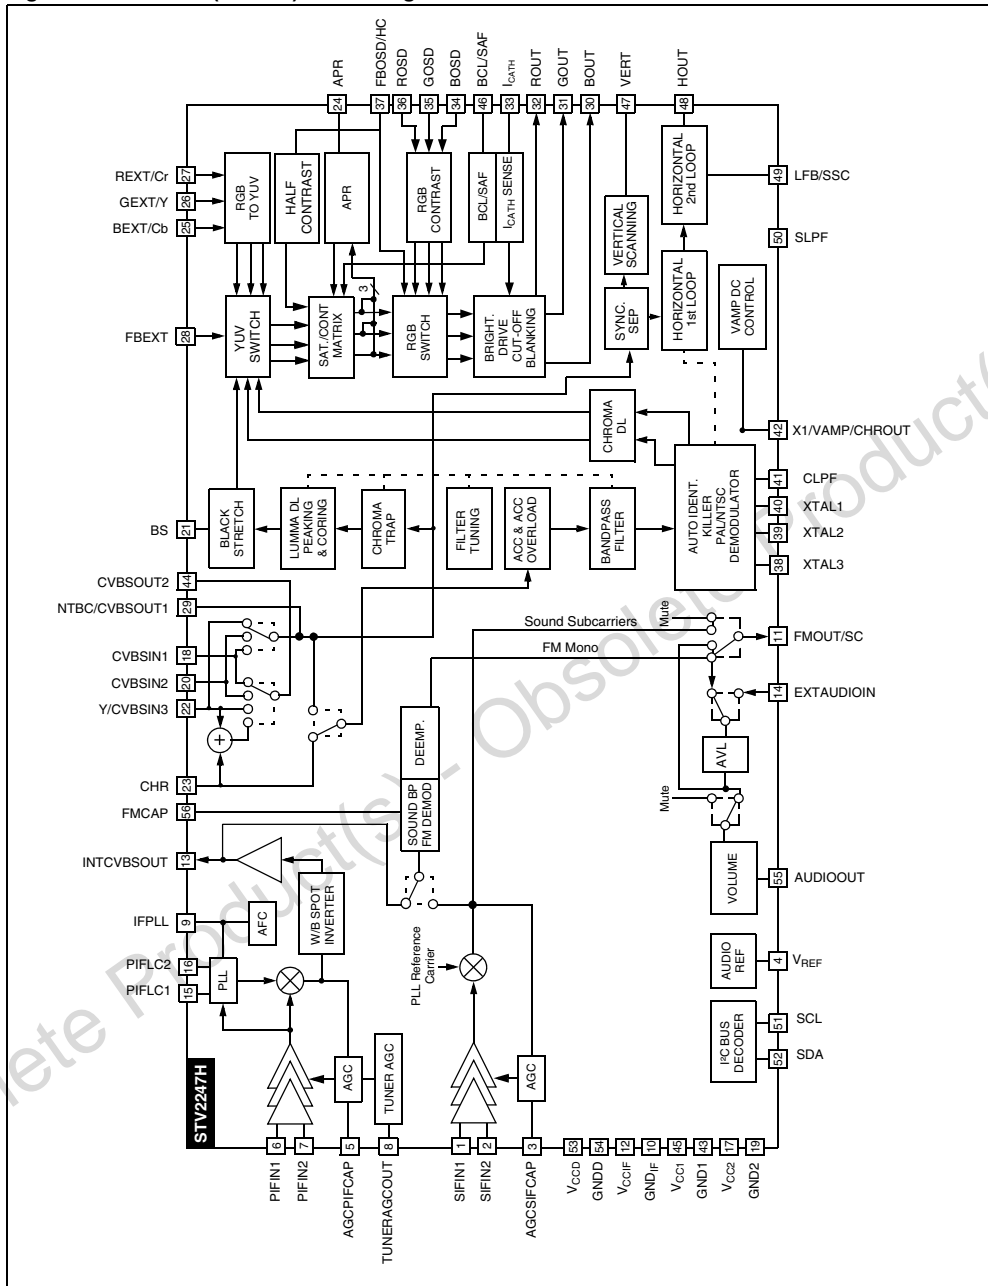 APR
FBOSD/HC
ROSD
GOSD
BOSD
BCL/SAF
ICATH
ROUT
GOUT
BOUT
VERT
HOUT
24
37
36
35
34
46
33
32
31
30
47
48
REXT/Cr
27
GEXT/Y
26
BEXT/Cb
25
RGB
TO YUV
HALF
CONTRAST
APR
RGB
CONTRAST
BCL/SAF
ICATH SENSE
VERTICAL
SCANNING
HORIZONTAL
2nd LOOP
49
LFB/SSC
50
SLPF
FBEXT
28
YUV
SWITCH
SAT./CONT
MATRIX
3
RGB
SWITCH
BRIGHT.
DRIVE
CUT-OFF
BLANKING
SYNC.
SEP
HORIZONTAL
1st LOOP
VAMP DC
CONTROL
CHROMA
DL
42
X1/VAMP/CHROUT
BS
21
BLACK
STRETCH
LUMMA DL
PEAKING
& CORING
CHROMA
TRAP
FILTER
TUNING
ACC & ACC
OVERLOAD
BANDPASS
FILTER
AUTO IDENT.
KILLER
PAL/NTSC
DEMODULATOR
41
CLPF
40
XTAL1
39
XTAL2
38
XTAL3
CVBSOUT2
44
NTBC/CVBSOUT1
29
CVBSIN1
18
CVBSIN2
20
Y/CVBSIN3
22
+
CHR
23
FMCAP
56
Sound Subcarriers
FM Mono
Mute
11
FMOUT/SC
14
EXTAUDIOIN
DEEMP.
SOUND BP
FM DEMOD
AVL
Mute
INTCVBSOUT
13
VOLUME
55
AUDIOOUT
IFPLL
9
AFC
W/B SPOT
INVERTER
PIFLC2
16
PIFLC1
15
PLL
PLL Reference
Carrier
AUDIO
REF
4
VREF
I²C BUS
DECODER
51
SCL
52
SDA
STV2247H
AGC
TUNER AGC
AGC
6
7
5
8
1
2
3
53
54
12
10
45
43
17
19
PIFIN1
PIFIN2
AGCPIFCAP
TUNERAGCOUT
SIFIN1
SIFIN2
AGCSIFCAP
VCCD
GNDD
VCCIF
GNDIF
VCC1
GND1
VCC2
GND2
lete Product(s) - Obsolete Product(